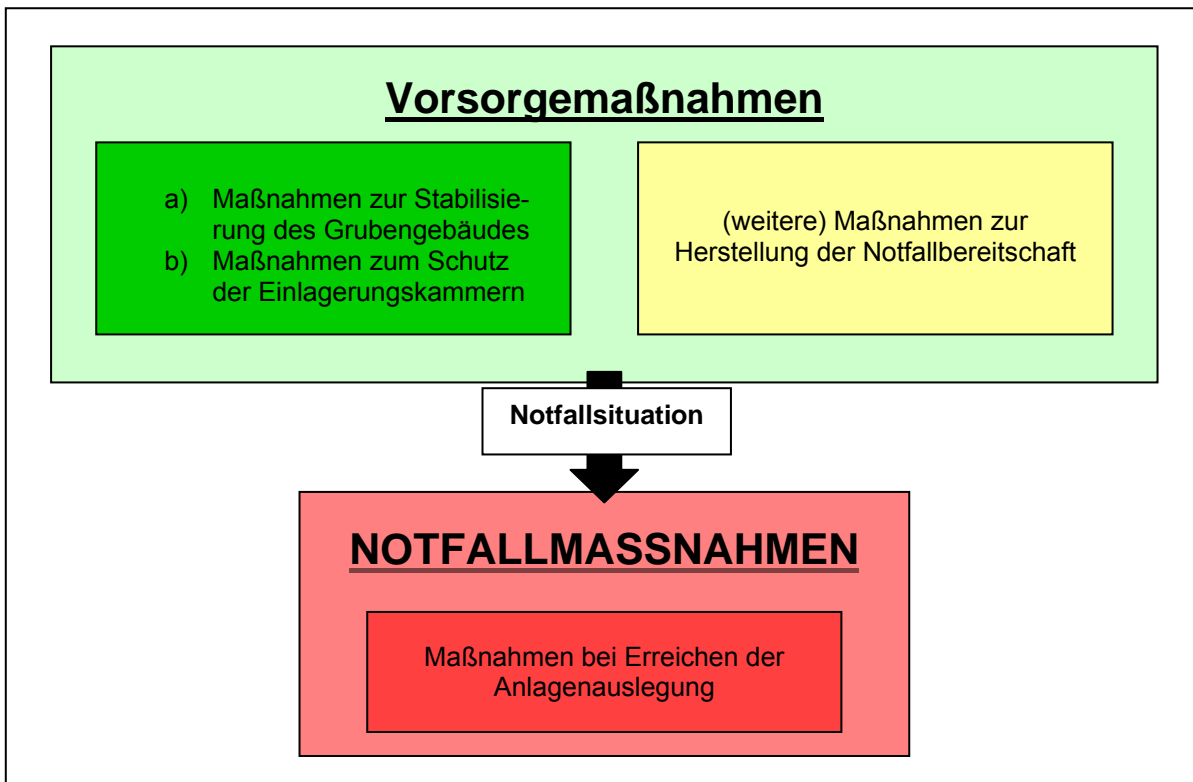 Vorsorgemaßnahmen
a) Maßnahmen zur Stabilisie-
rung des Grubengebäudes
b) Maßnahmen zum Schutz
der Einlagerungskammern
(weitere) Maßnahmen zur
Herstellung der Notfallbereitschaft
Notfallsituation
NOTFALLMASSNAHMEN
Maßnahmen bei Erreichen der
Anlagenauslegung